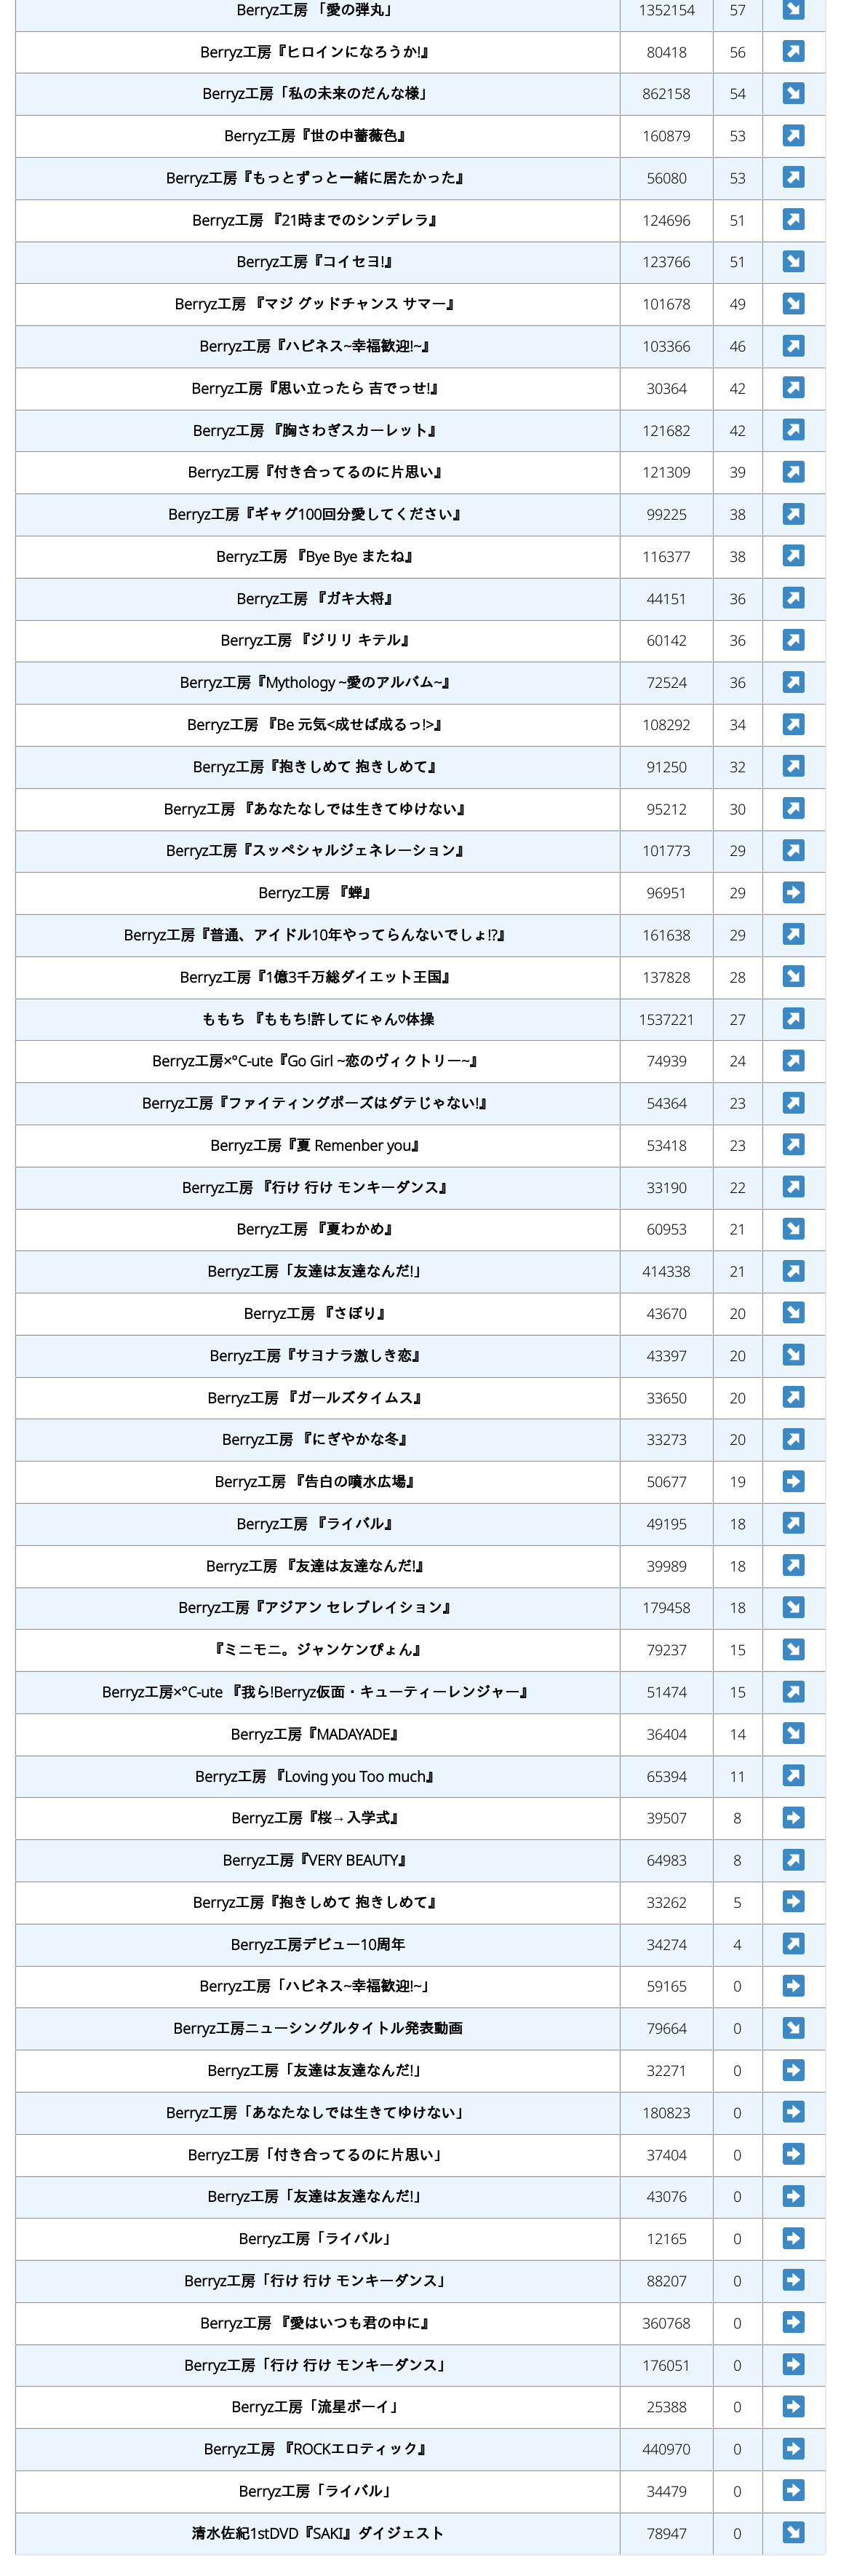 Berryz工房 「愛の弾丸」 1352154 57 ↘
Berryz工房『ヒロインになろうか!』 80418 56 ↗
Berryz工房「私の未来のだんな様」 862158 54 ↘
Berryz工房『世の中薔薇色』 160879 53 ↗
Berryz工房『もっとずっと一緒に居たかった』 56080 53 ↗
Berryz工房 『21時までのシンデレラ』 124696 51 ↗
Berryz工房『コイセヨ!』 123766 51 ↘
Berryz工房 『マジ グッドチャンス サマー』 101678 49 ↘
Berryz工房『ハピネス~幸福歓迎!~』 103366 46 ↗
Berryz工房『思い立ったら 吉でっせ!』 30364 42 ↗
Berryz工房 『胸さわぎスカーレット』 121682 42 ↗
Berryz工房『付き合ってるのに片思い』 121309 39 ↗
Berryz工房『ギャグ100回分愛してください』 99225 38 ↗
Berryz工房 『Bye Bye またね』 116377 38 ↗
Berryz工房 『ガキ大将』 44151 36 ↗
Berryz工房 『ジリリ キテル』 60142 36 ↗
Berryz工房『Mythology ~愛のアルバム~』 72524 36 ↗
Berryz工房 『Be 元気<成せば成るっ!>』 108292 34 ↗
Berryz工房『抱きしめて 抱きしめて』 91250 32 ↗
Berryz工房 『あなたなしでは生きてゆけない』 95212 30 ↗
Berryz工房『スッペシャルジェネレーション』 101773 29 ↗
Berryz工房 『蝉』 96951 29 ➡
Berryz工房『普通、アイドル10年やってらんないでしょ!?』 161638 29 ↗
Berryz工房『1億3千万総ダイエット王国』 137828 28 ↘
ももち 『ももち!許してにゃん♡体操 1537221 27 ↗
Berryz工房×°C-ute『Go Girl ~恋のヴィクトリー~』 74939 24 ↗
Berryz工房『ファイティングポーズはダテじゃない!』 54364 23 ↗
Berryz工房『夏 Remenber you』 53418 23 ↗
Berryz工房 『行け 行け モンキーダンス』 33190 22 ↗
Berryz工房 『夏わかめ』 60953 21 ↘
Berryz工房「友達は友達なんだ!」 414338 21 ↗
Berryz工房 『さぼり』 43670 20 ↘
Berryz工房『サヨナラ激しき恋』 43397 20 ↘
Berryz工房 『ガールズタイムス』 33650 20 ↗
Berryz工房 『にぎやかな冬』 33273 20 ↗
Berryz工房 『告白の噴水広場』 50677 19 ➡
Berryz工房 『ライバル』 49195 18 ↗
Berryz工房 『友達は友達なんだ!』 39989 18 ↗
Berryz工房『アジアン セレブレイション』 179458 18 ↘
『ミニモニ。ジャンケンぴょん』 79237 15 ↘
Berryz工房×°C-ute 『我ら!Berryz仮面・キューティーレンジャー』 51474 15 ↗
Berryz工房『MADAYADE』 36404 14 ↘
Berryz工房 『Loving you Too much』 65394 11 ↗
Berryz工房『桜→入学式』 39507 8 ➡
Berryz工房『VERY BEAUTY』 64983 8 ↗
Berryz工房『抱きしめて 抱きしめて』 33262 5 ➡
Berryz工房デビュー10周年 34274 4 ↗
Berryz工房「ハピネス~幸福歓迎!~」 59165 0 ➡
Berryz工房ニューシングルタイトル発表動画 79664 0 ↘
Berryz工房「友達は友達なんだ!」 32271 0 ➡
Berryz工房「あなたなしでは生きてゆけない」 180823 0 ➡
Berryz工房「付き合ってるのに片思い」 37404 0 ➡
Berryz工房「友達は友達なんだ!」 43076 0 ➡
Berryz工房「ライバル」 12165 0 ➡
Berryz工房「行け 行け モンキーダンス」 88207 0 ➡
Berryz工房 『愛はいつも君の中に』 360768 0 ➡
Berryz工房「行け 行け モンキーダンス」 176051 0 ➡
Berryz工房「流星ボーイ」 25388 0 ➡
Berryz工房 『ROCKエロティック』 440970 0 ➡
Berryz工房「ライバル」 34479 0 ➡
清水佐紀1stDVD『SAKI』ダイジェスト 78947 0 ↘